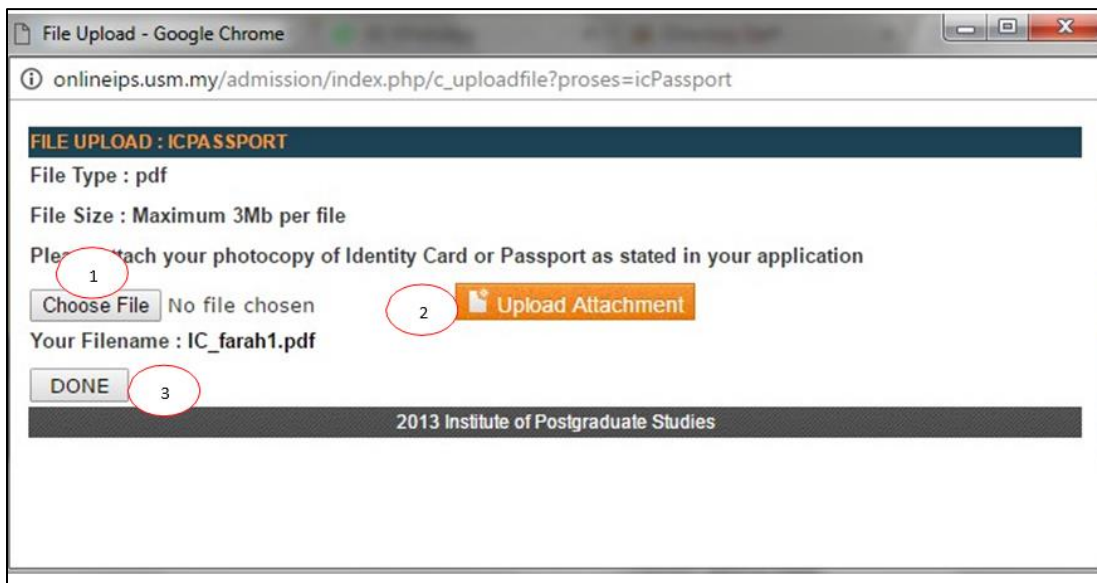 File Upload - Google Chrome
onlineips.usm.my/admission/index.php/c_uploadfile?proses=icPassport
FILE UPLOAD : ICPASSPORT
File Type : pdf
File Size : Maximum 3Mb per file
attach your photocopy of Identity Card or Passport as stated in your application
1
Choose File No file chosen 2 Upload Attachment
Your Filename : IC_farah1.pdf
DONE 3
2013 Institute of Postgraduate Studies